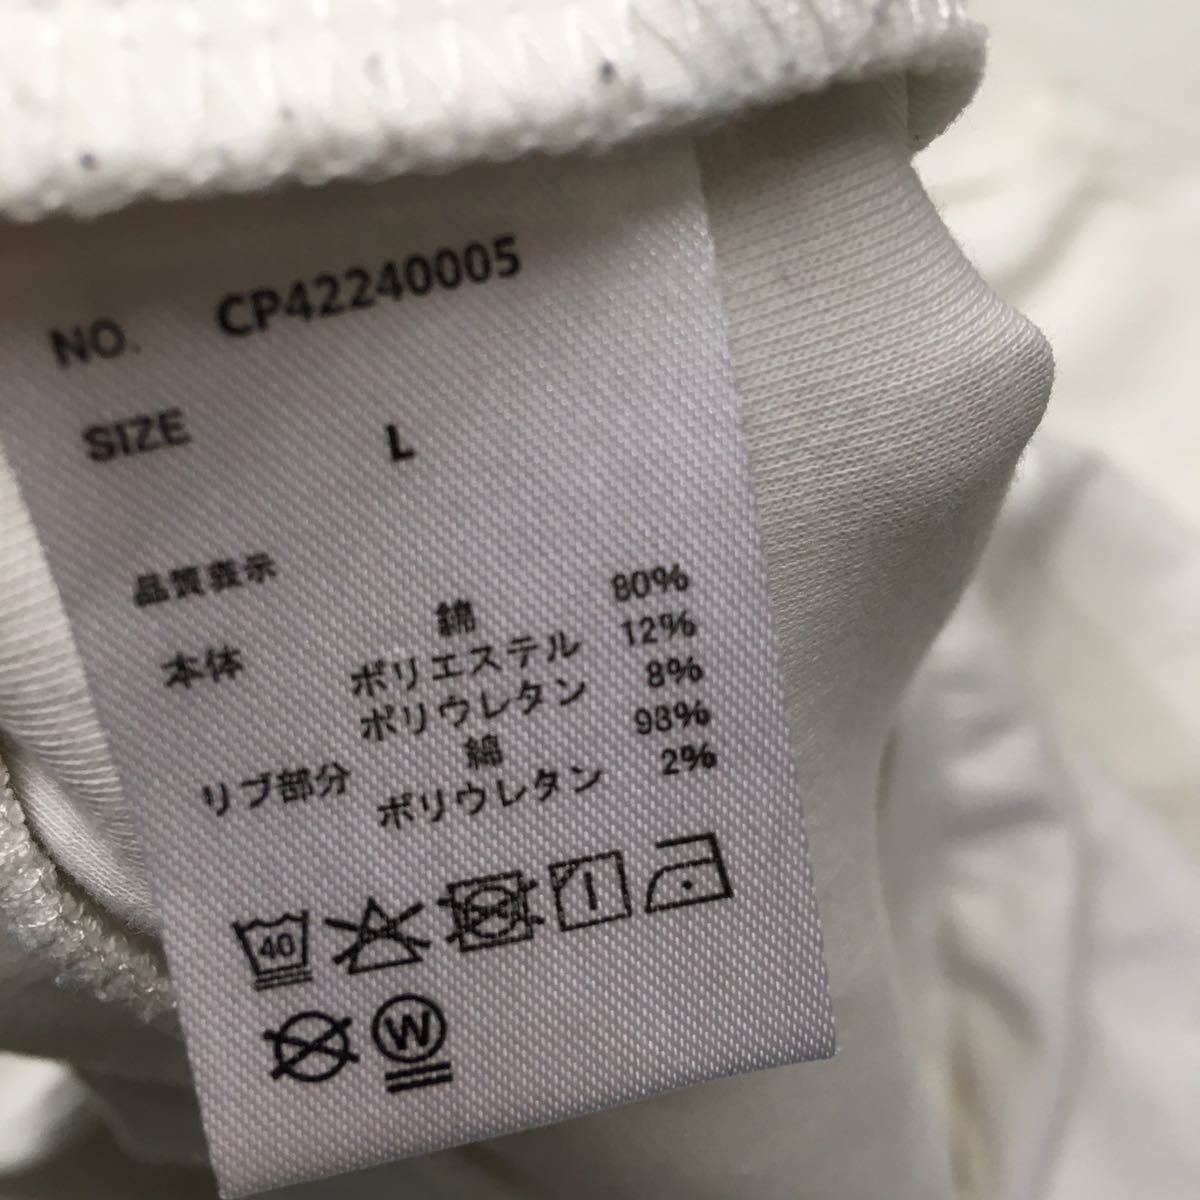 NO. CP42240005
SIZE L
品質表示
本体 綿 80%
ポリエステル 12%
ポリウレタン 8%
リブ部分 綿 98%
ポリウレタン 2%
40
W